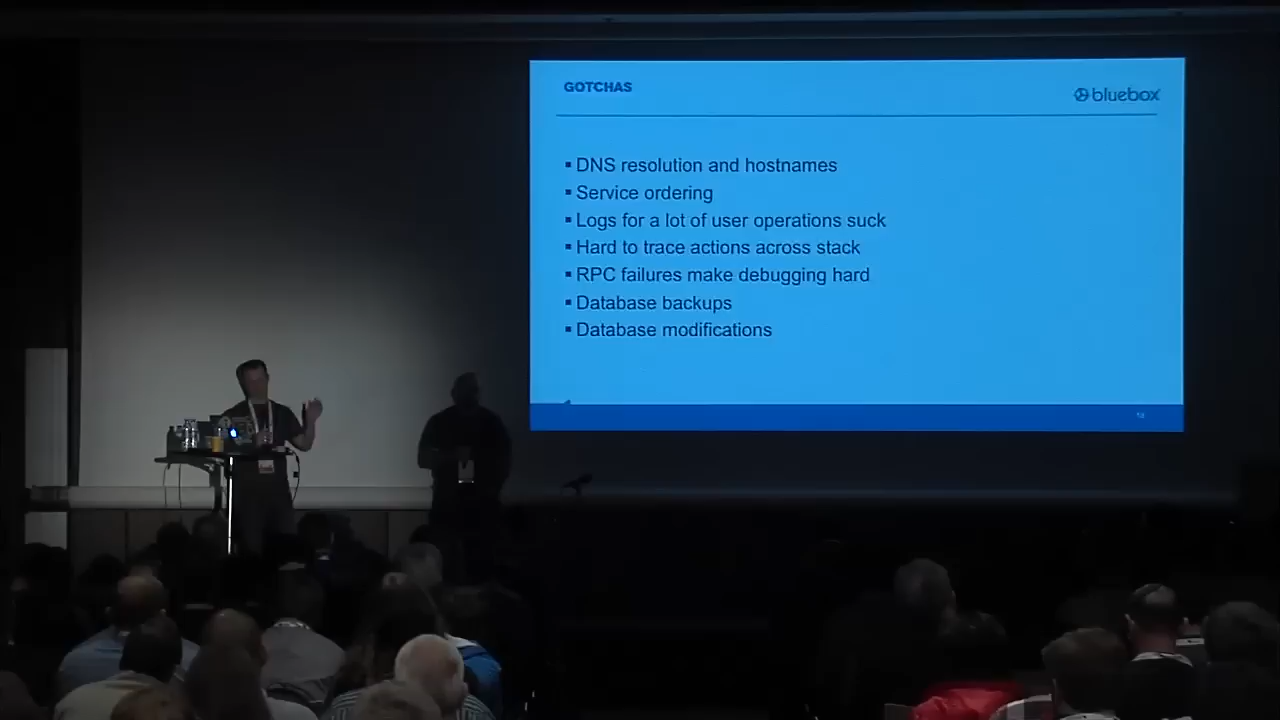 GOTCHAS
bluebox
▪ DNS resolution and hostnames
▪ Service ordering
▪ Logs for a lot of user operations suck
▪ Hard to trace actions across stack
▪ RPC failures make debugging hard
▪ Database backups
▪ Database modifications